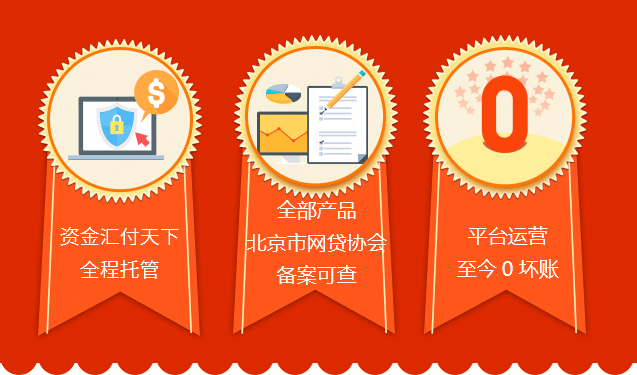 $
0
资金汇付天下
全程托管
全部产品
北京市网贷协会
备案可查
平台运营
至今 0 坏账